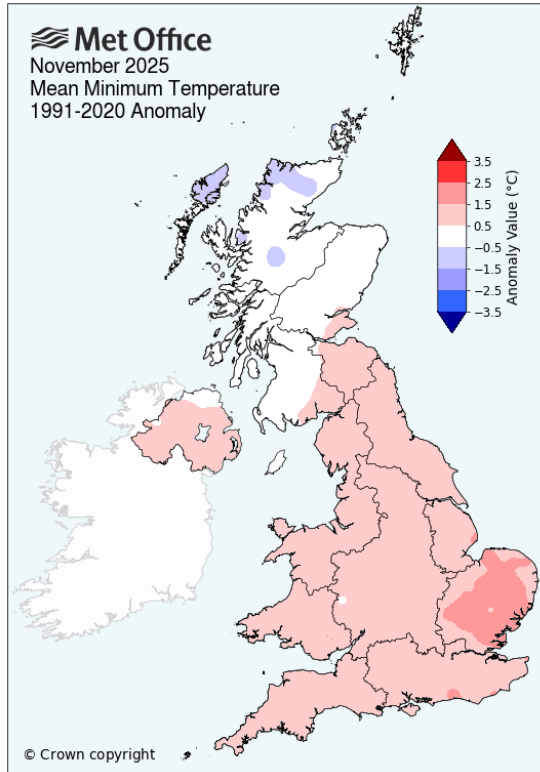 Met Office
November 2025
Mean Minimum Temperature
1991-2020 Anomaly
3.5
2.5
1.5
0.5
−0.5
−1.5
−2.5
−3.5
Anomaly Value (°C)
© Crown copyright